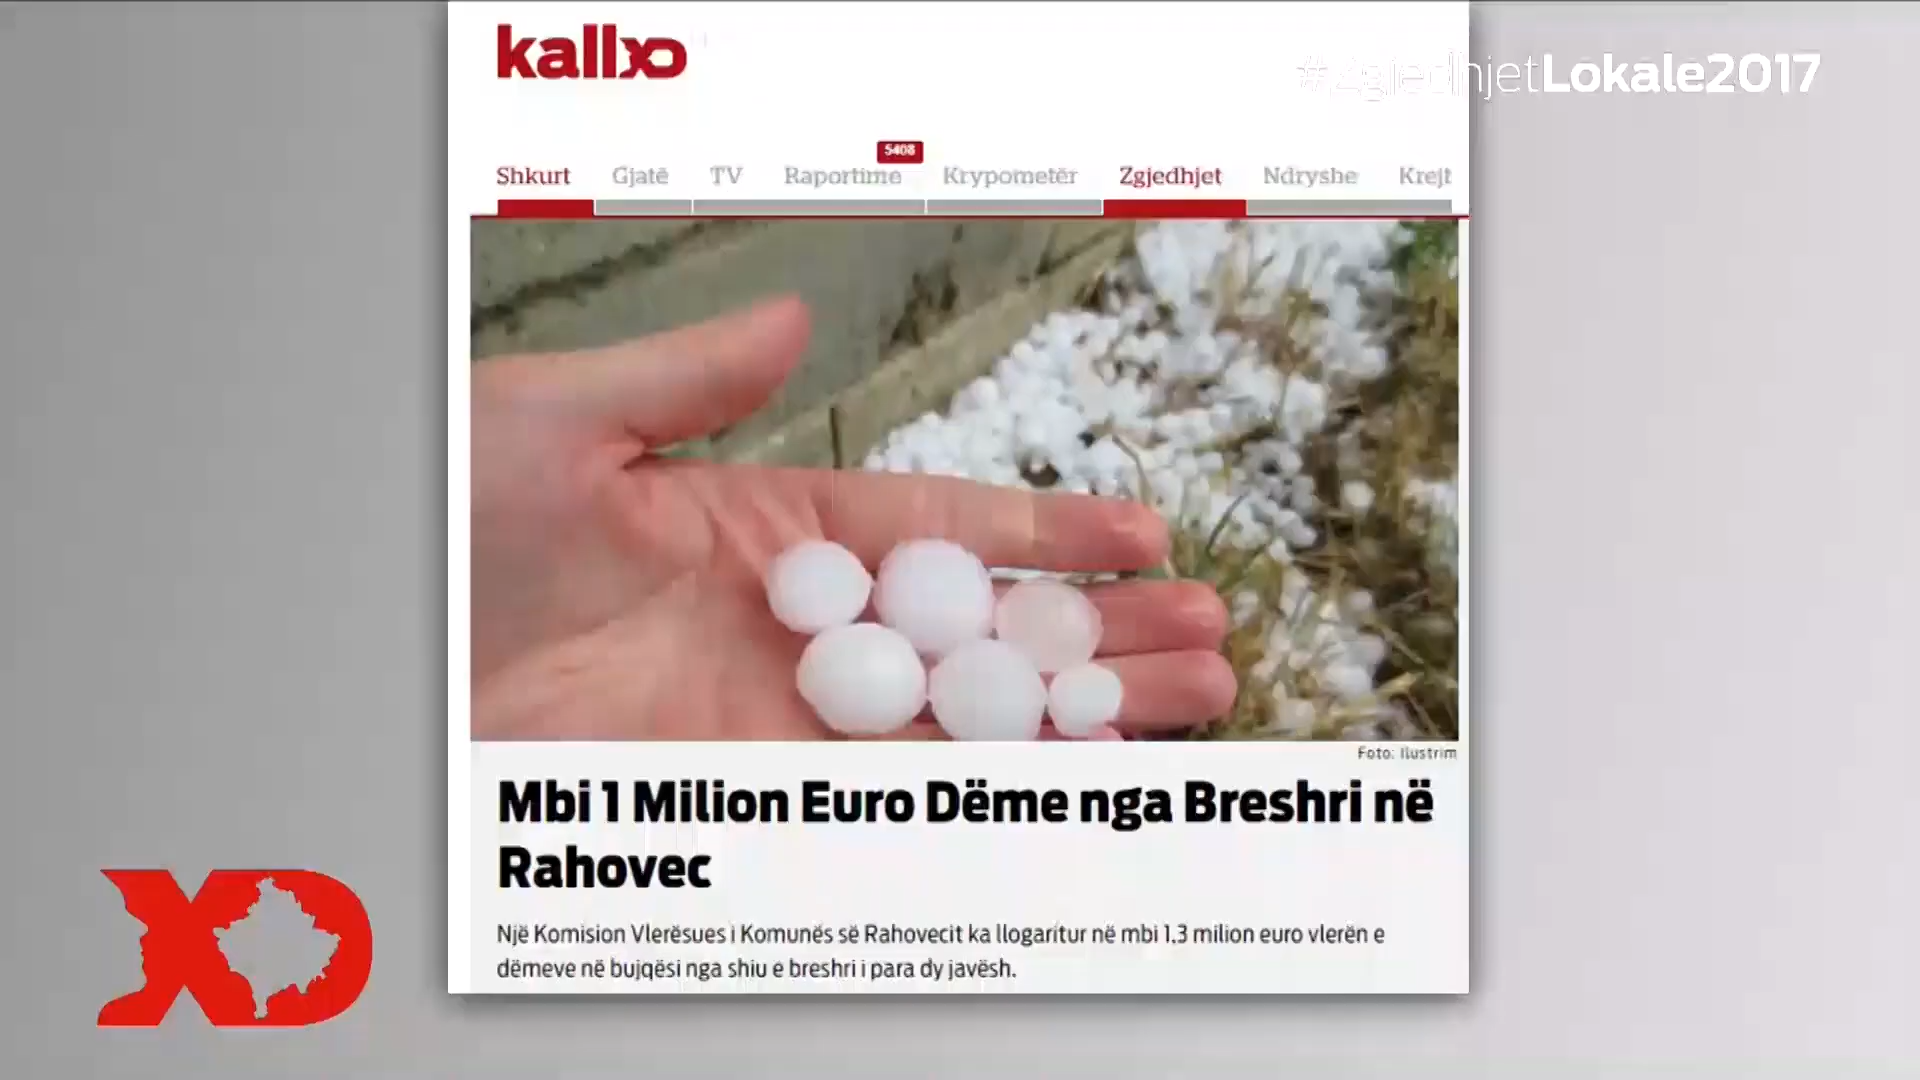 kallxo
#ZgjedhjetLokale2017
5408
Shkurt Gjatë TV Raportime Krypometër Zgjedhjet Ndryshe Krejt
Foto: Ilustrim
Mbi 1 Milion Euro Dëme nga Breshri në
Rahovec
Një Komision Vlerësues i Komunës së Rahovecit ka llogaritur në mbi 1,3 milion euro vlerën e
dëmeve në bujqësi nga shiu e breshri i para dy javësh.
XO